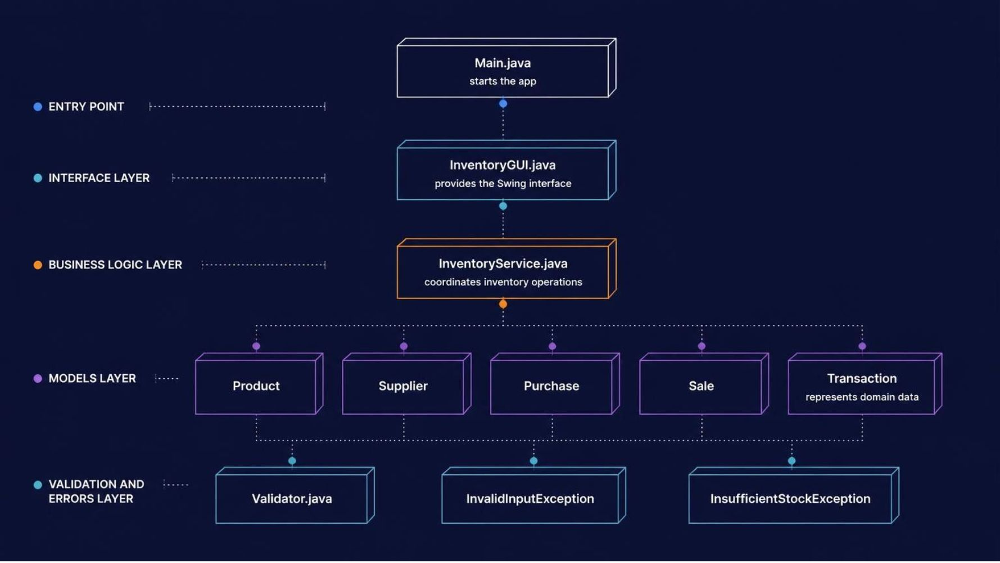 Main.java
starts the app
ENTRY POINT
InventoryGUI.java
provides the Swing interface
INTERFACE LAYER
InventoryService.java
coordinates inventory operations
BUSINESS LOGIC LAYER
MODELS LAYER
Product
Supplier
Purchase
Sale
Transaction
represents domain data
VALIDATION AND
ERRORS LAYER
Validator.java
InvalidInputException
InsufficientStockException